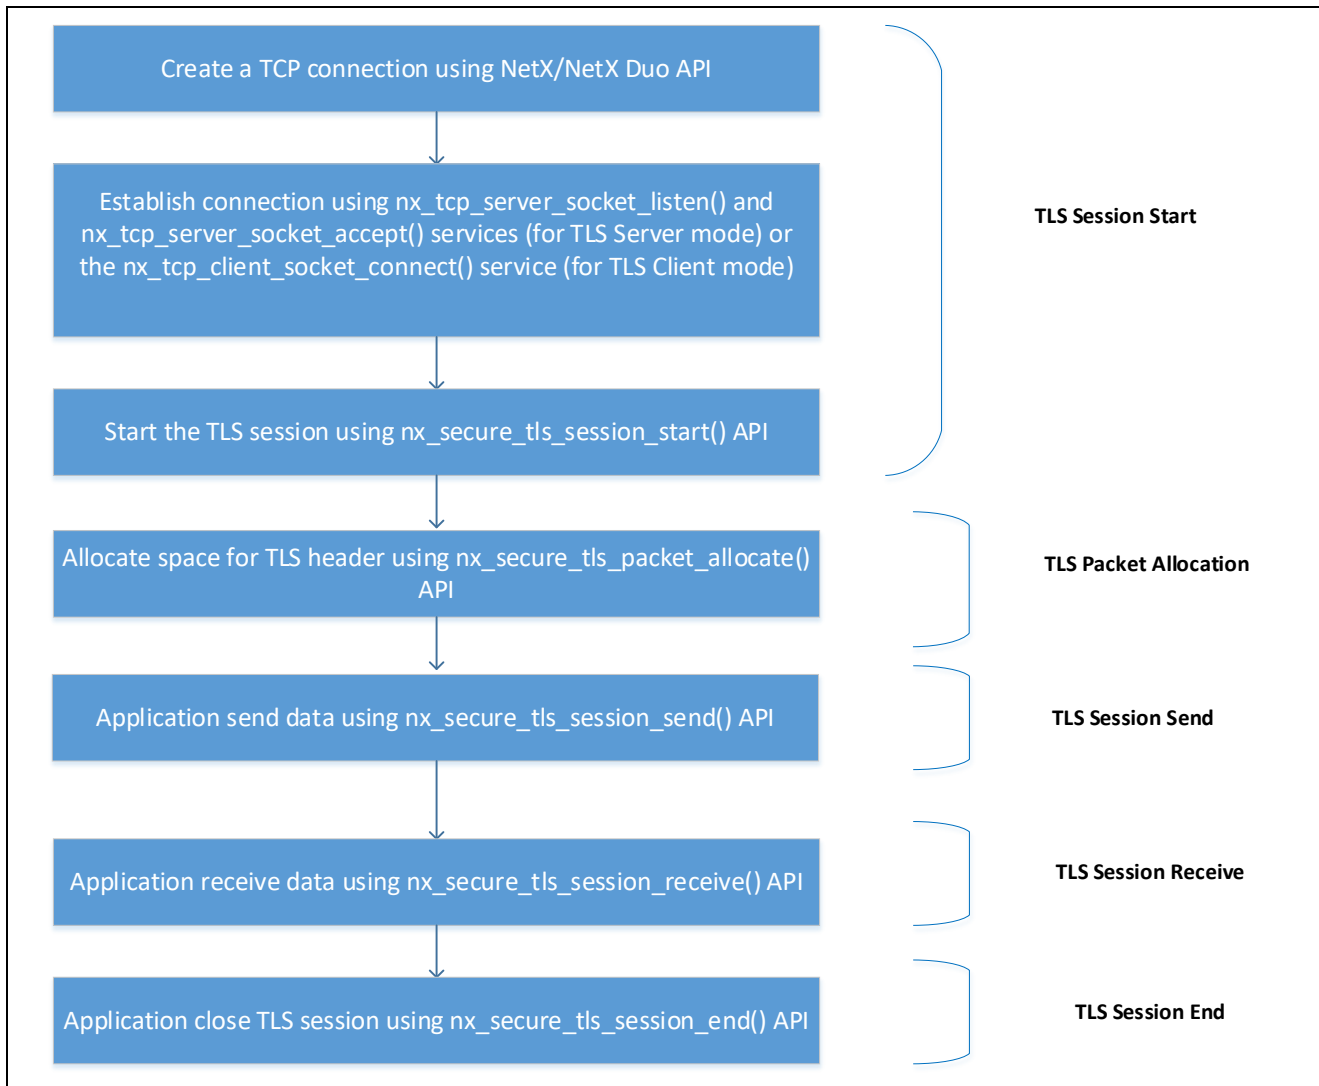 Create a TCP connection using NetX/NetX Duo API
Establish connection using nx_tcp_server_socket_listen() and
nx_tcp_server_socket_accept() services (for TLS Server mode) or
the nx_tcp_client_socket_connect() service (for TLS Client mode)
TLS Session Start
Start the TLS session using nx_secure_tls_session_start() API
Allocate space for TLS header using nx_secure_tls_packet_allocate()
API
TLS Packet Allocation
Application send data using nx_secure_tls_session_send() API
TLS Session Send
Application receive data using nx_secure_tls_session_receive() API
TLS Session Receive
Application close TLS session using nx_secure_tls_session_end() API
TLS Session End